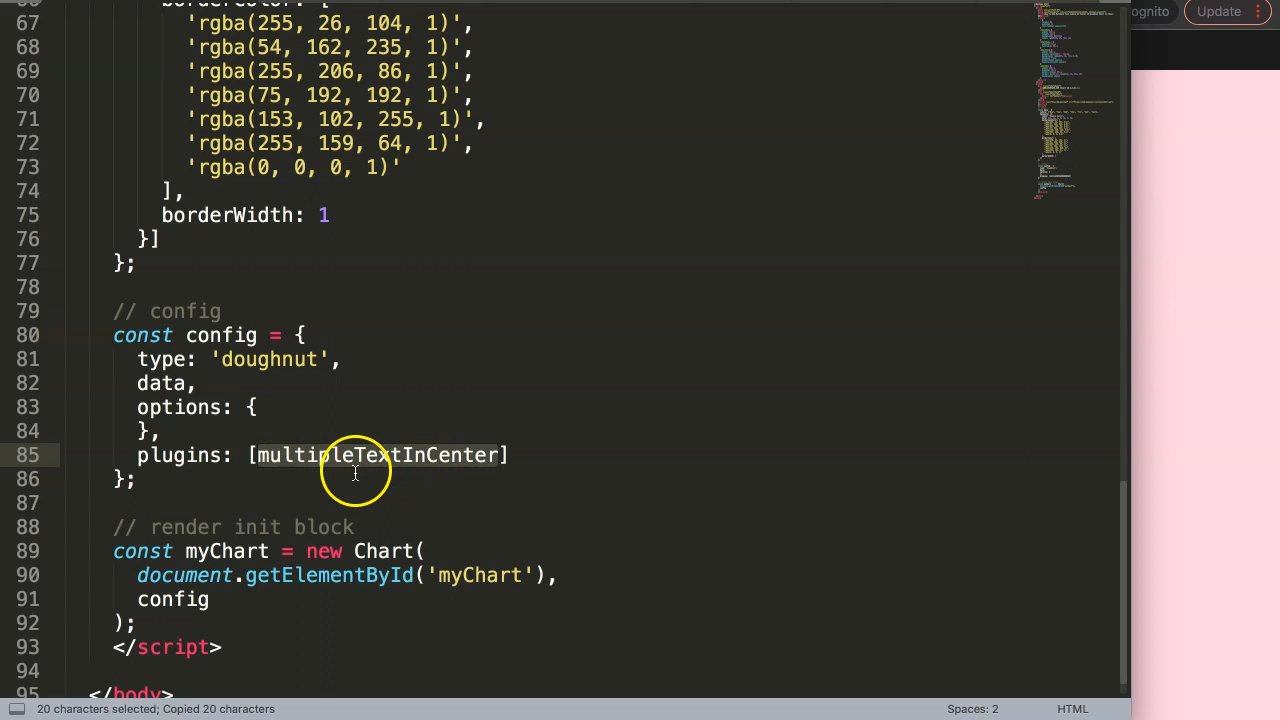 ognito Update
67 'rgba(255, 26, 104, 1)',
68 'rgba(54, 162, 235, 1)',
69 'rgba(255, 206, 86, 1)',
70 'rgba(75, 192, 192, 1)',
71 'rgba(153, 102, 255, 1)',
72 'rgba(255, 159, 64, 1)',
73 'rgba(0, 0, 0, 1)'
74 ],
75 borderWidth: 1
76 }]
77 };
78
79 // config
80 const config = {
81 type: 'doughnut',
82 data,
83 options: {
84 },
85 plugins: [multipleTextInCenter]
86 };
87
88 // render init block
89 const myChart = new Chart(
90 document.getElementById('myChart'),
91 config
92 );
93 </script>
94
95 </body>
20 characters selected; Copied 20 characters Spaces: 2 HTML